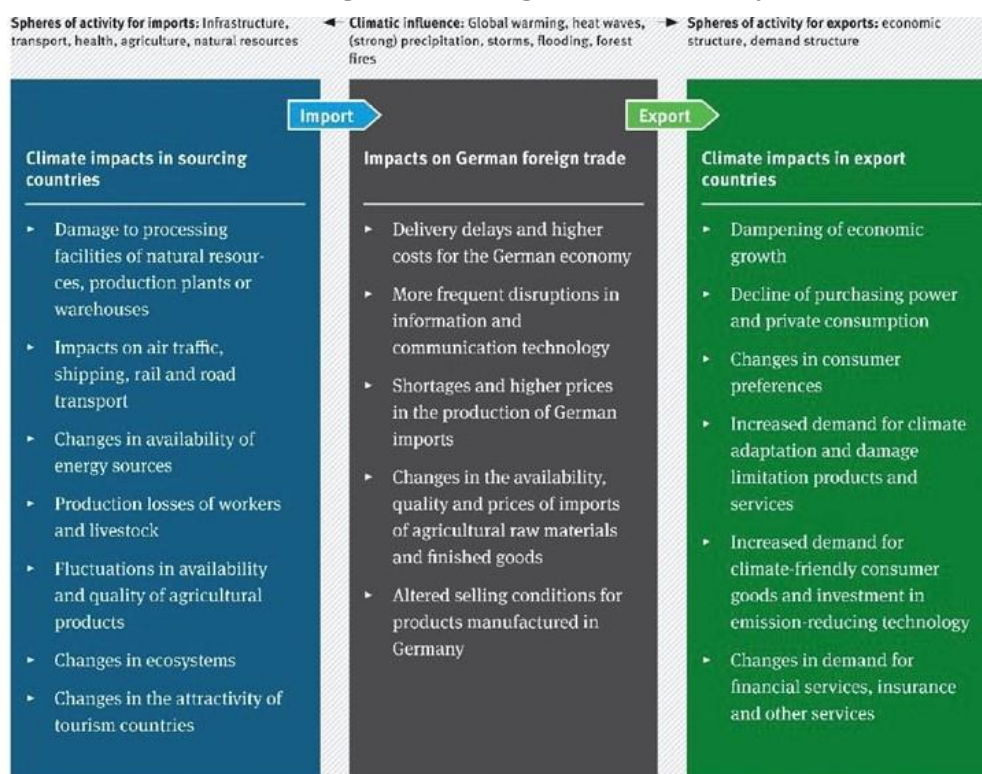 Spheres of activity for imports: Infrastructure,
transport, health, agriculture, natural resources
Climatic influence: Global warming, heat waves,
(strong) precipitation, storms, flooding, forest
fires
Spheres of activity for exports: economic
structure, demand structure
Import
Export
Climate impacts in sourcing
countries
Damage to processing
facilities of natural resour-
ces, production plants or
warehouses
Impacts on air traffic,
shipping, rail and road
transport
Changes in availability of
energy sources
Production losses of workers
and livestock
Fluctuations in availability
and quality of agricultural
products
Changes in ecosystems
Changes in the attractivity of
tourism countries
Impacts on German foreign trade
Delivery delays and higher
costs for the German economy
More frequent disruptions in
information and
communication technology
Shortages and higher prices
in the production of German
imports
Changes in the availability,
quality and prices of imports
of agricultural raw materials
and finished goods
Altered selling conditions for
products manufactured in
Germany
Climate impacts in export
countries
Dampening of economic
growth
Decline of purchasing power
and private consumption
Changes in consumer
preferences
Increased demand for climate
adaptation and damage
limitation products and
services
Increased demand for
climate-friendly consumer
goods and investment in
emission-reducing technology
Changes in demand for
financial services, insurance
and other services